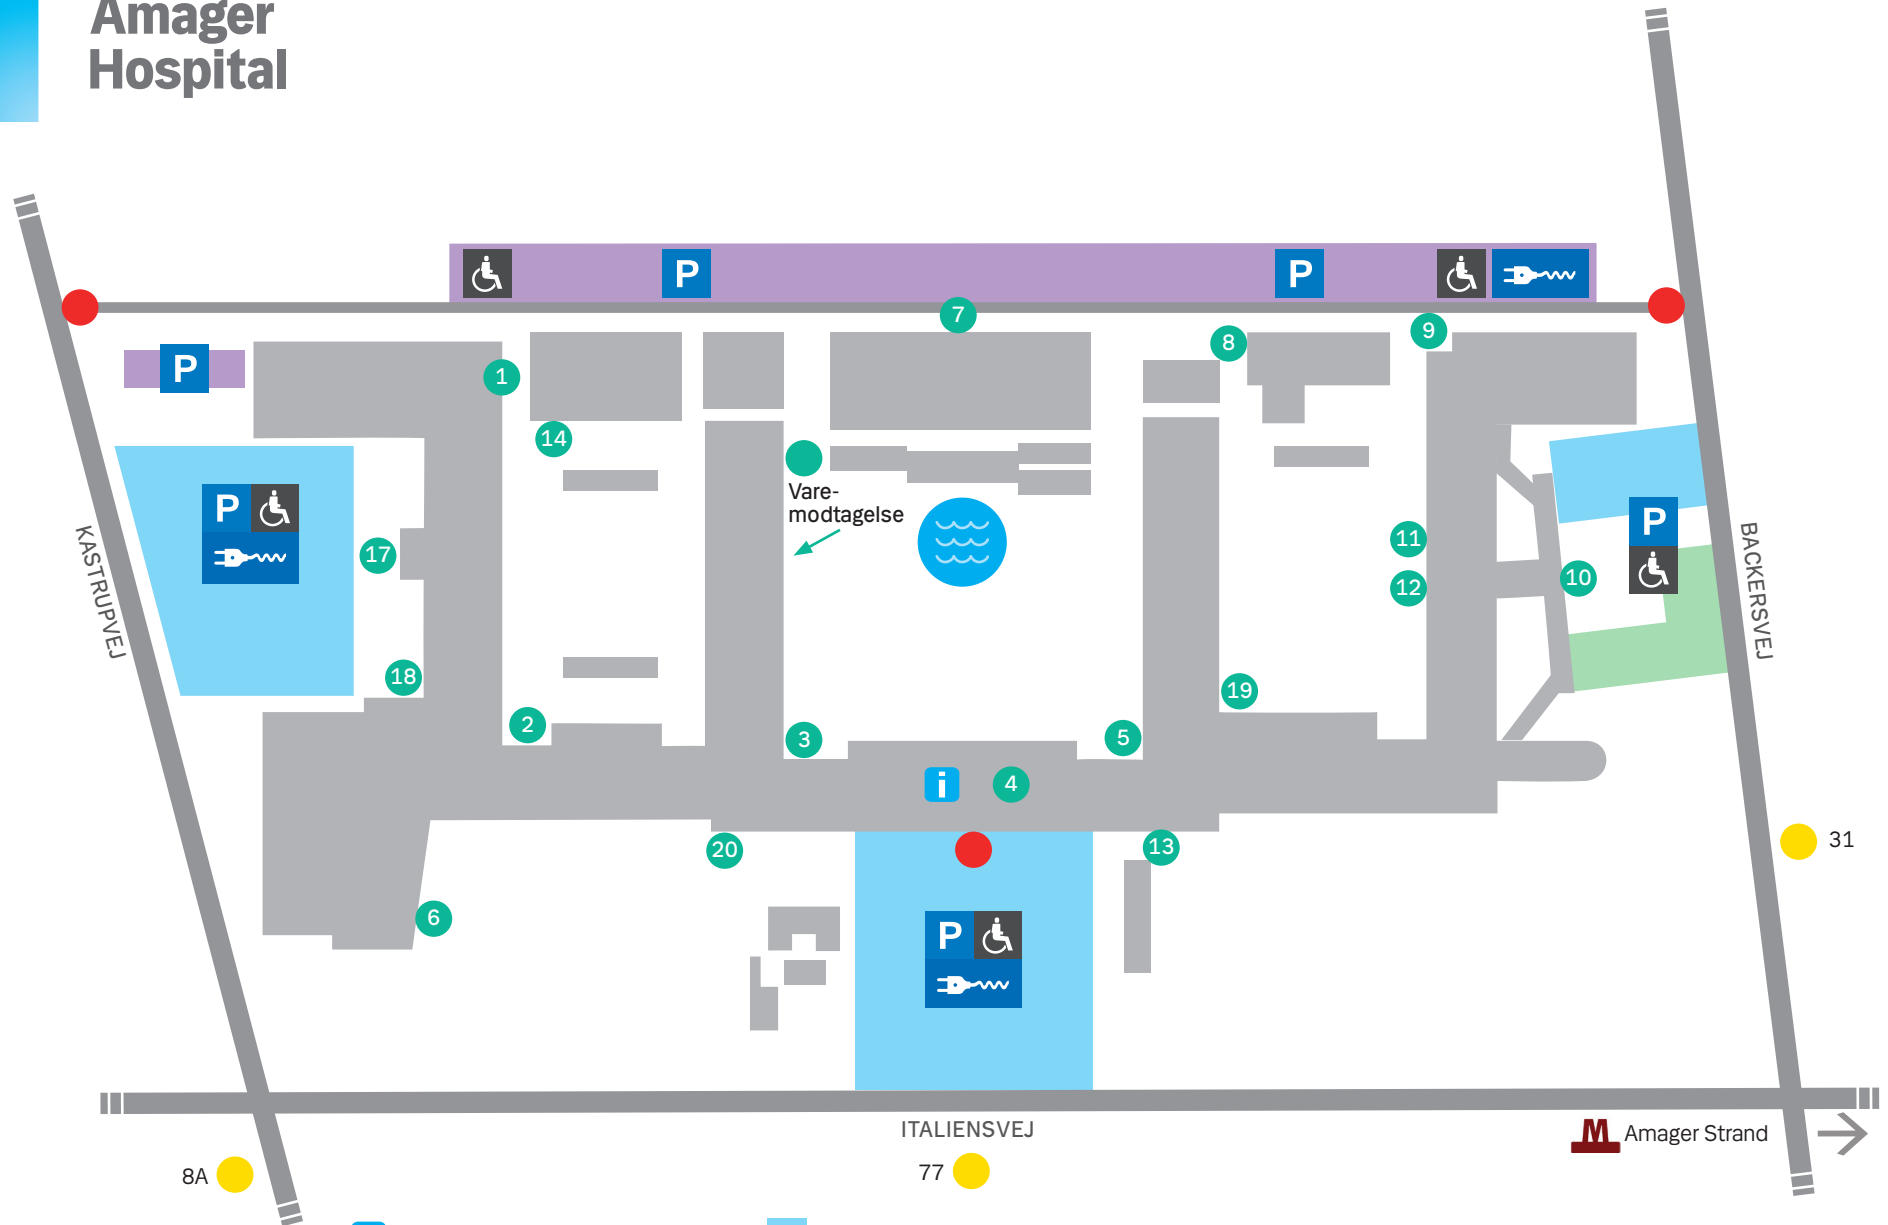 Amager
Hospital
P
P
7
8
9
P
1
14
Vare-
modtagelse
P
P
KASTRUPVEJ
17
11
12
10
BACKERSVEJ
18
19
2
3
5
i
4
20
13
31
6
P
ITALIENSVEJ
M Amager Strand
8A
77